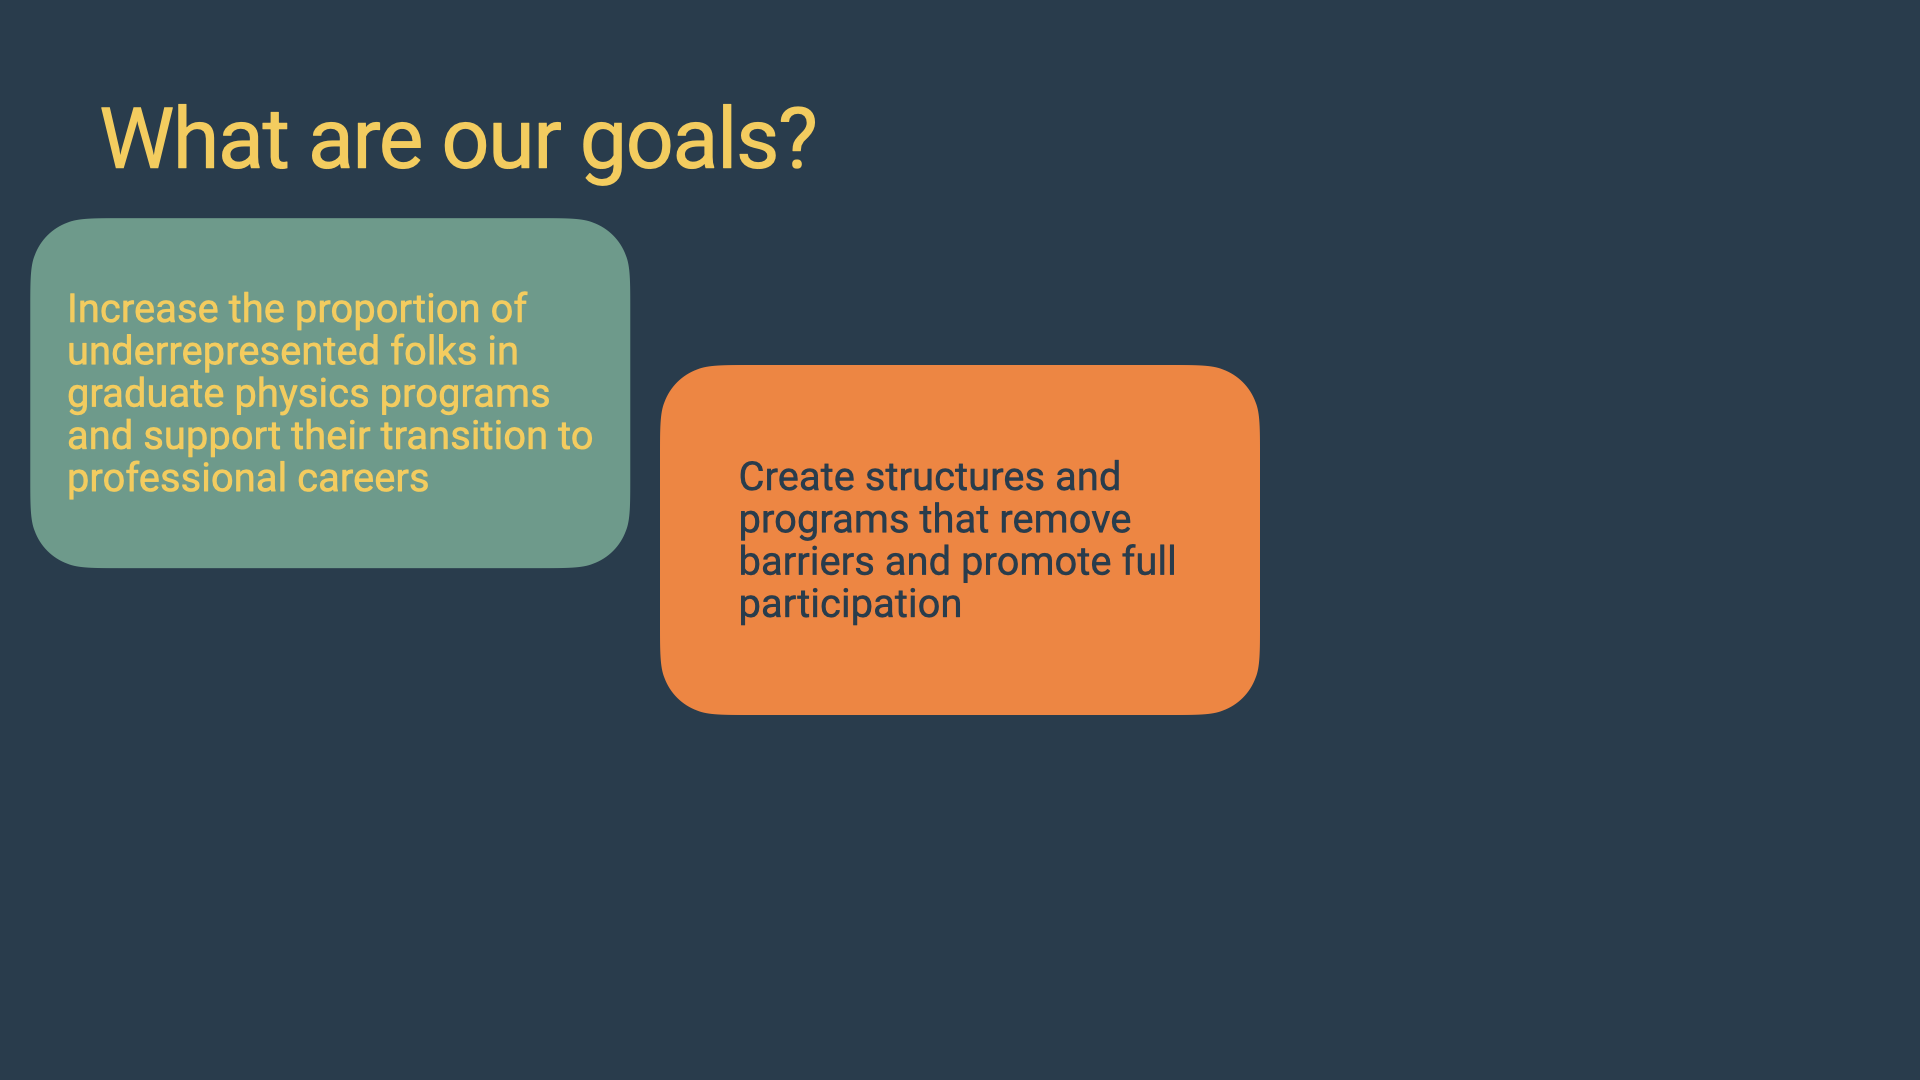 What are our goals?
Increase the proportion of
underrepresented folks in
graduate physics programs
and support their transition to
professional careers
Create structures and
programs that remove
barriers and promote full
participation